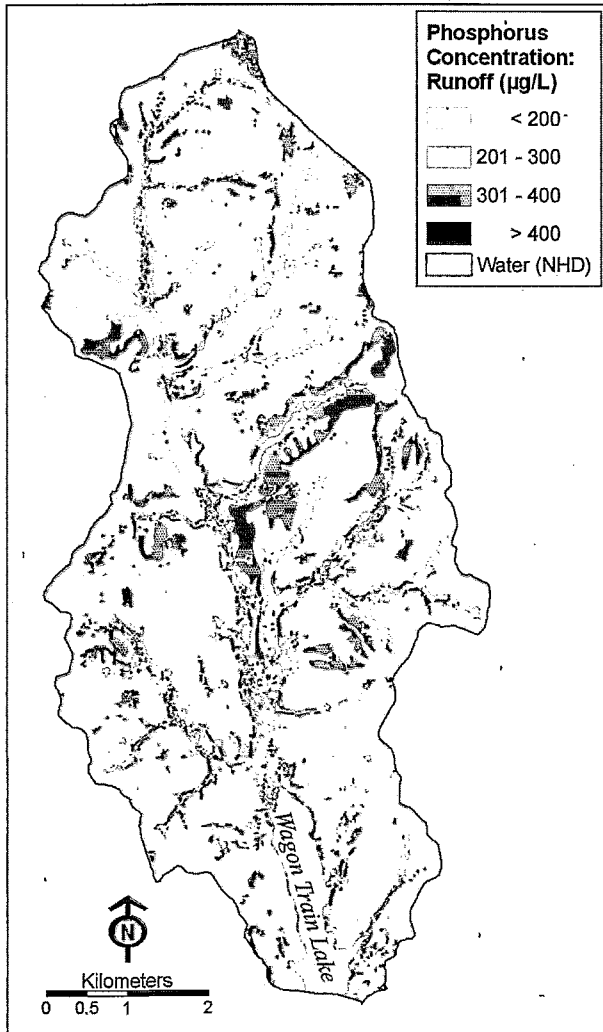 Phosphorus
Concentration:
Runoff (µg/L)
< 200
201 - 300
301 - 400
> 400
Water (NHD)
Wagon Train Lake
N
Kilometers
0 0.5 1 2